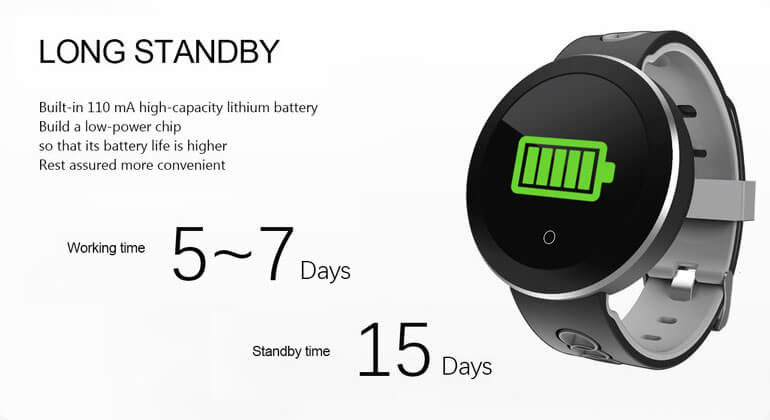 LONG STANDBY
Built-in 110 mA high-capacity lithium battery
Build a low-power chip
so that its battery life is higher
Rest assured more convenient
Working time 5~7 Days
Standby time 15 Days